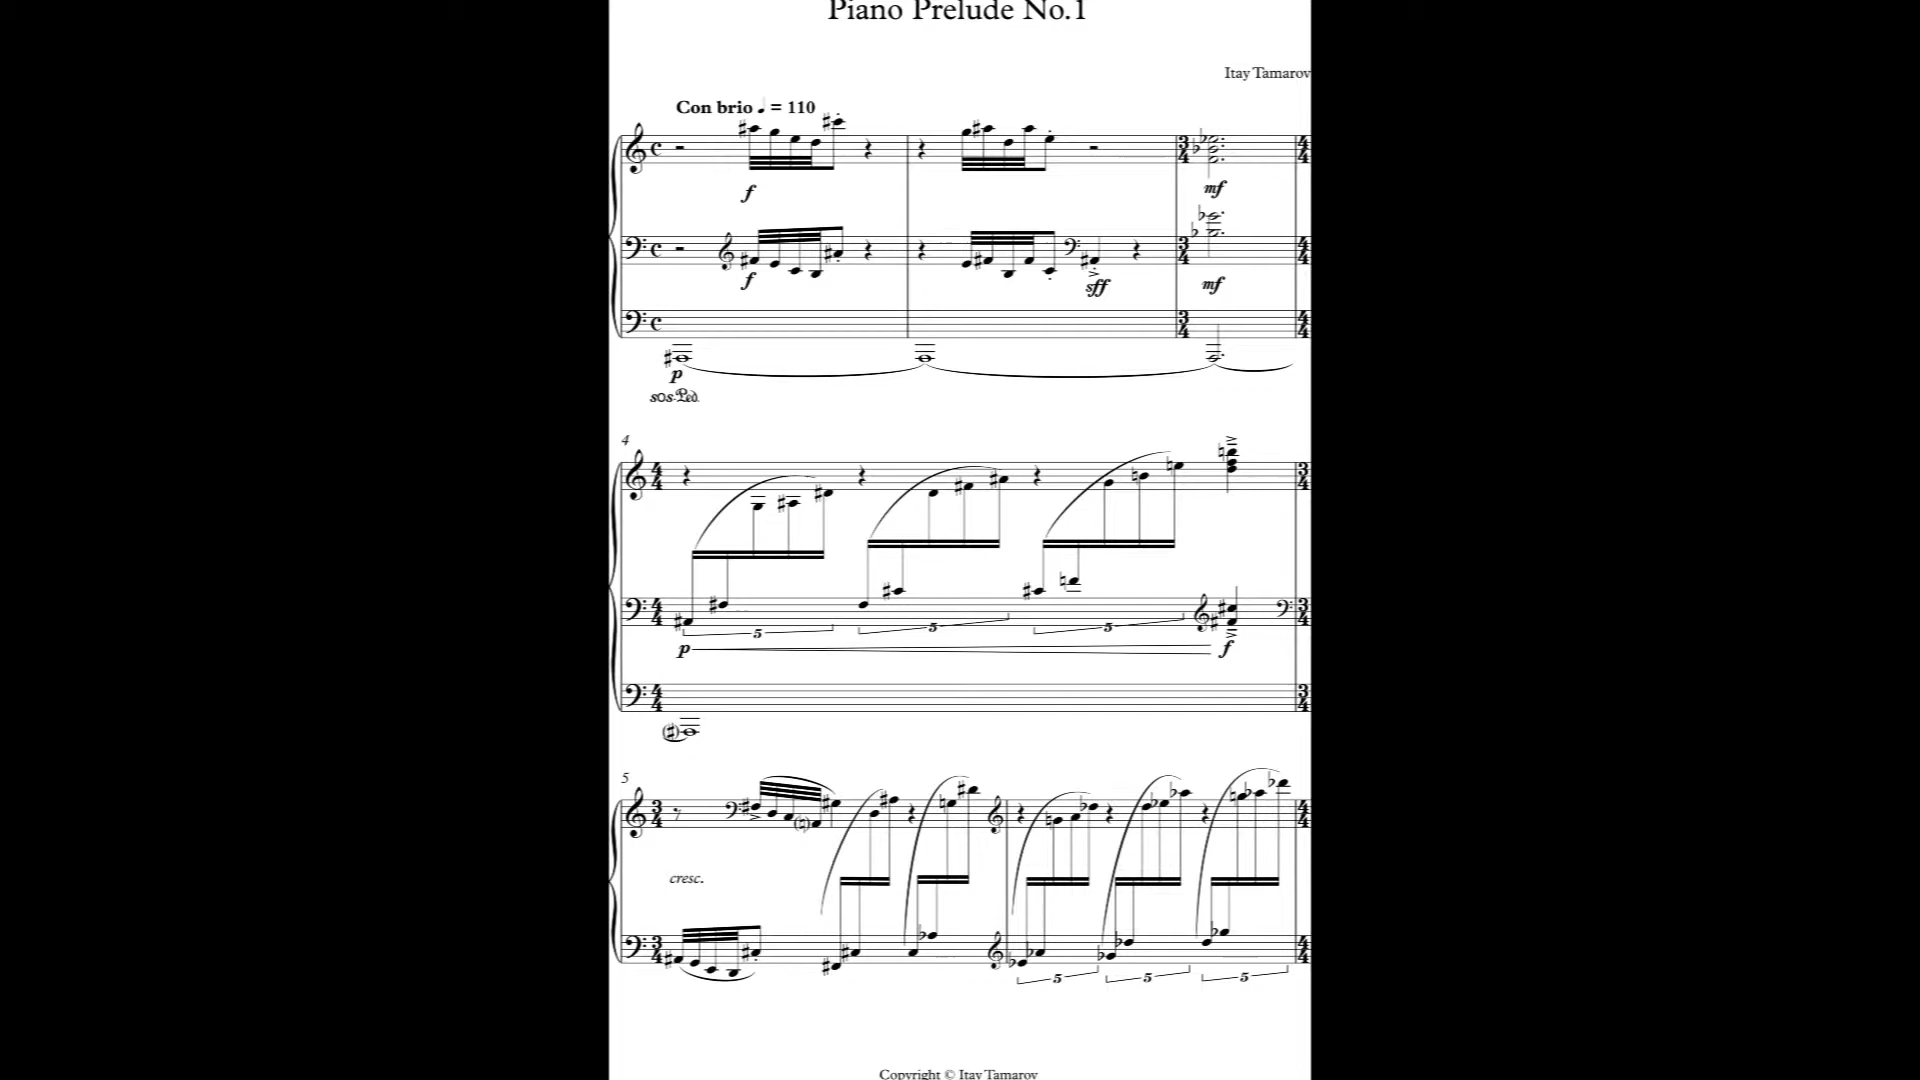 Piano Prelude No.1
Itay Tamarov
Con brio ♩ = 110
f
mf
f
sff
mf
p
sos. Ped.
4
5 5 5
p f
5
cresc.
5 5 5
Copyright © Itay Tamarov